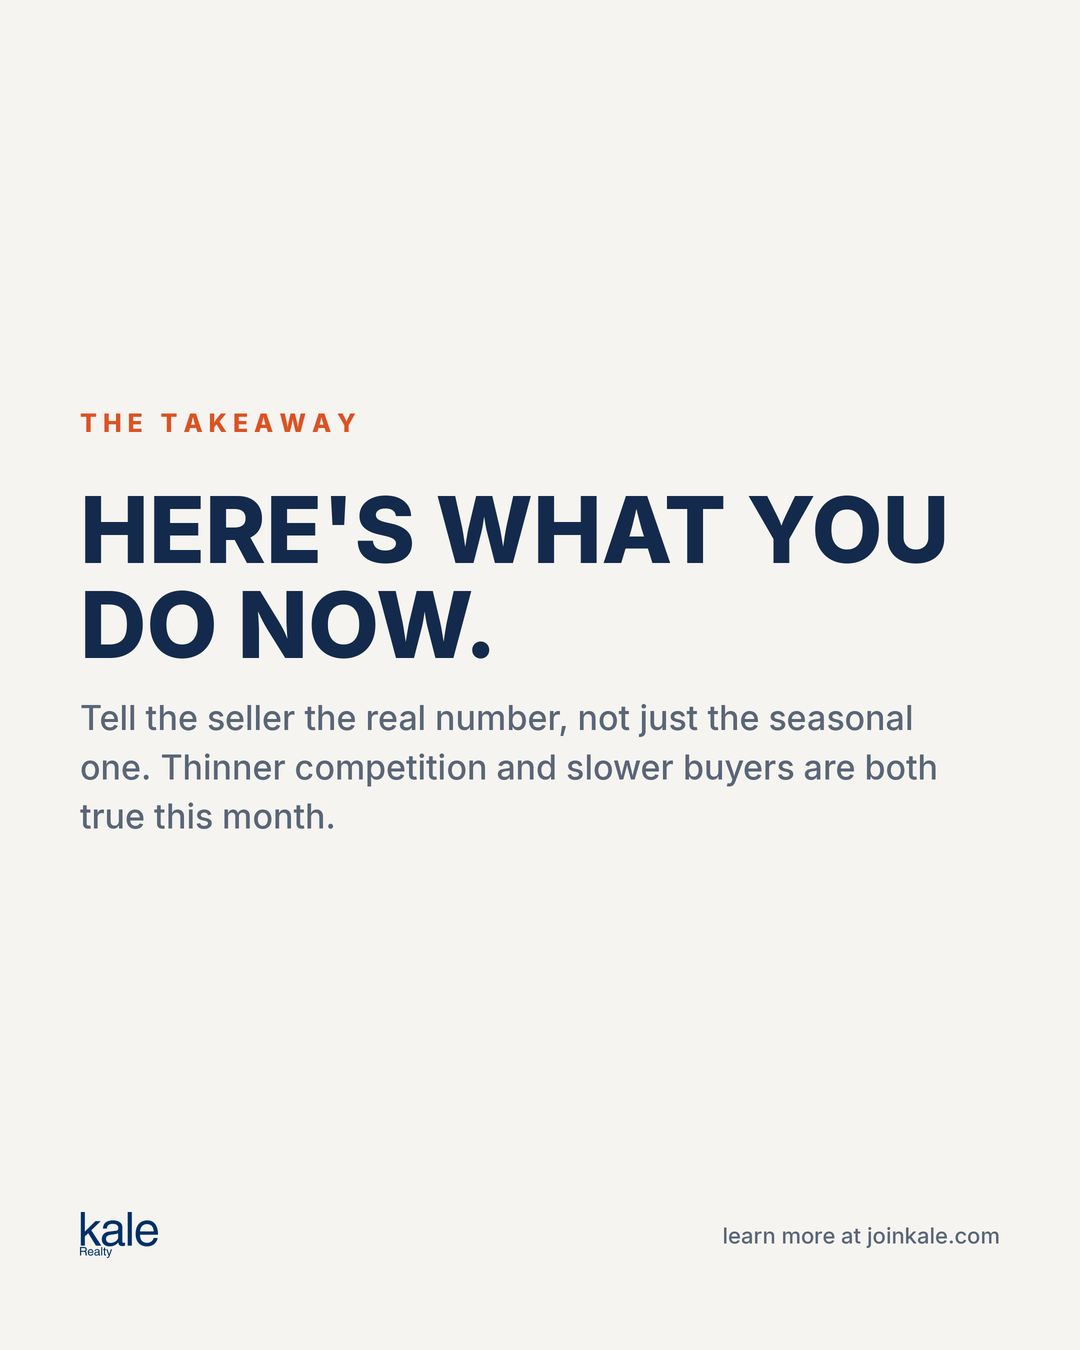 THE TAKEAWAY
HERE'S WHAT YOU
DO NOW.
Tell the seller the real number, not just the seasonal
one. Thinner competition and slower buyers are both
true this month.
kale
Realty
learn more at joinkale.com